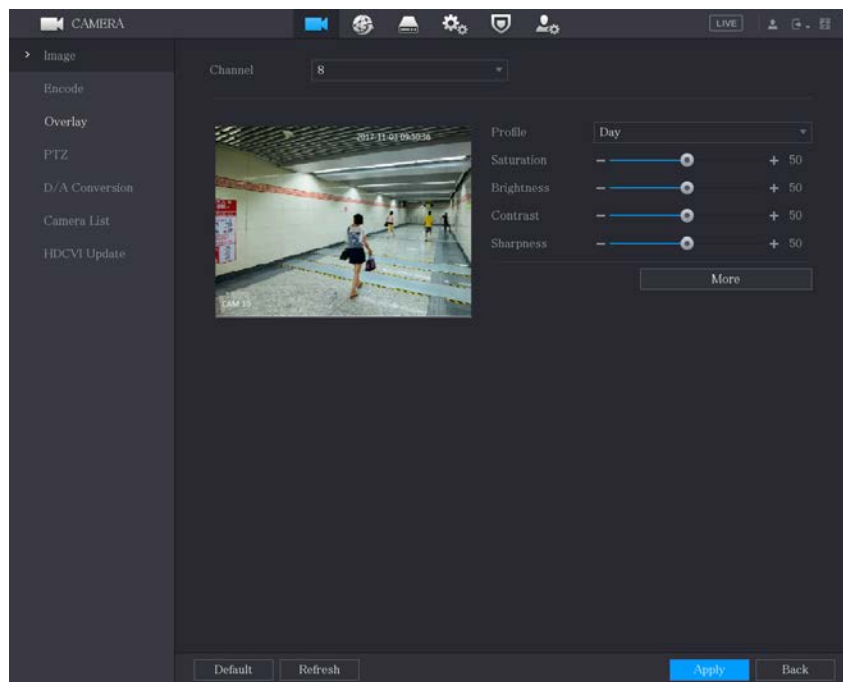 CAMERA
LIVE
Image
Encode
Overlay
PTZ
D/A Conversion
Camera List
HDCVI Update
Channel 8
2017-11-03 09:30:36
CAM 10
Profile Day
Saturation - + 50
Brightness - + 50
Contrast - + 50
Sharpness - + 50
More
Default Refresh Apply Back